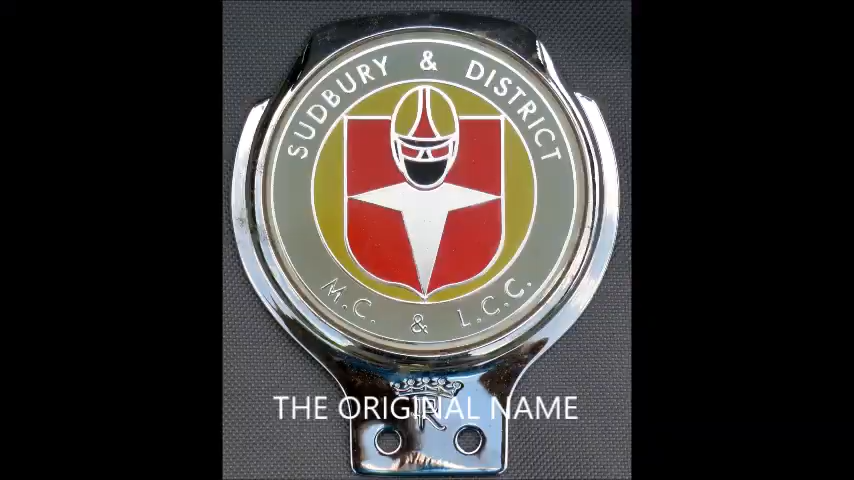 SUDBURY & DISTRICT
M.C. & L.C.C.
THE ORIGINAL NAME
R